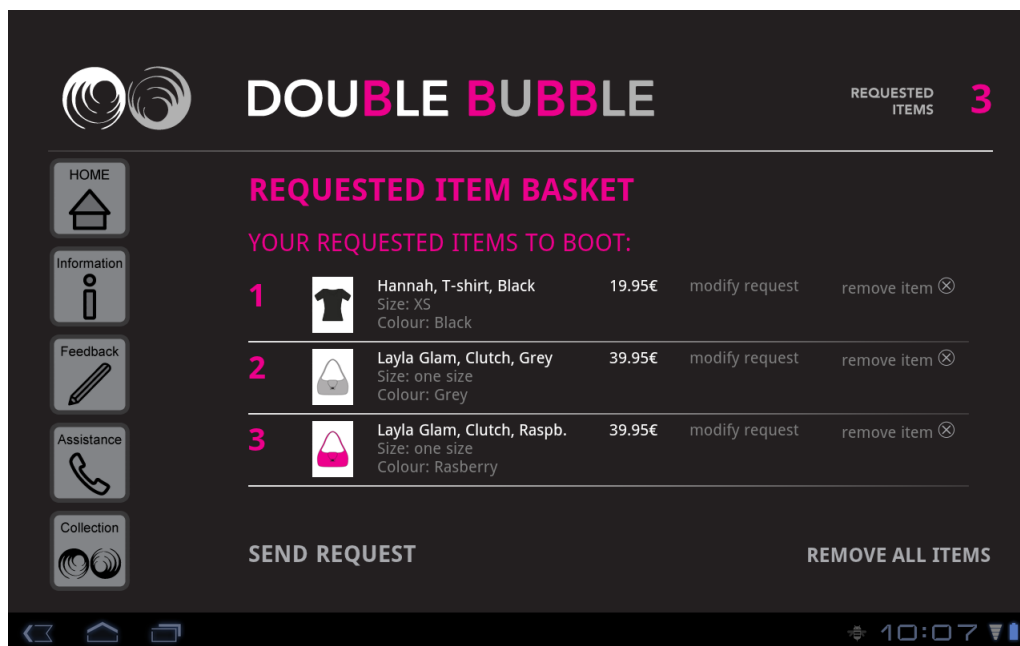 DOUBLE BUBBLE
REQUESTED
ITEMS
3
HOME
Information
Feedback
Assistance
Collection
REQUESTED ITEM BASKET
YOUR REQUESTED ITEMS TO BOOT:
1
Hannah, T-shirt, Black 19.95€ modify request remove item
Size: XS
Colour: Black
2
Layla Glam, Clutch, Grey 39.95€ modify request remove item
Size: one size
Colour: Grey
3
Layla Glam, Clutch, Raspb. 39.95€ modify request remove item
Size: one size
Colour: Rasberry
SEND REQUEST REMOVE ALL ITEMS
10:07